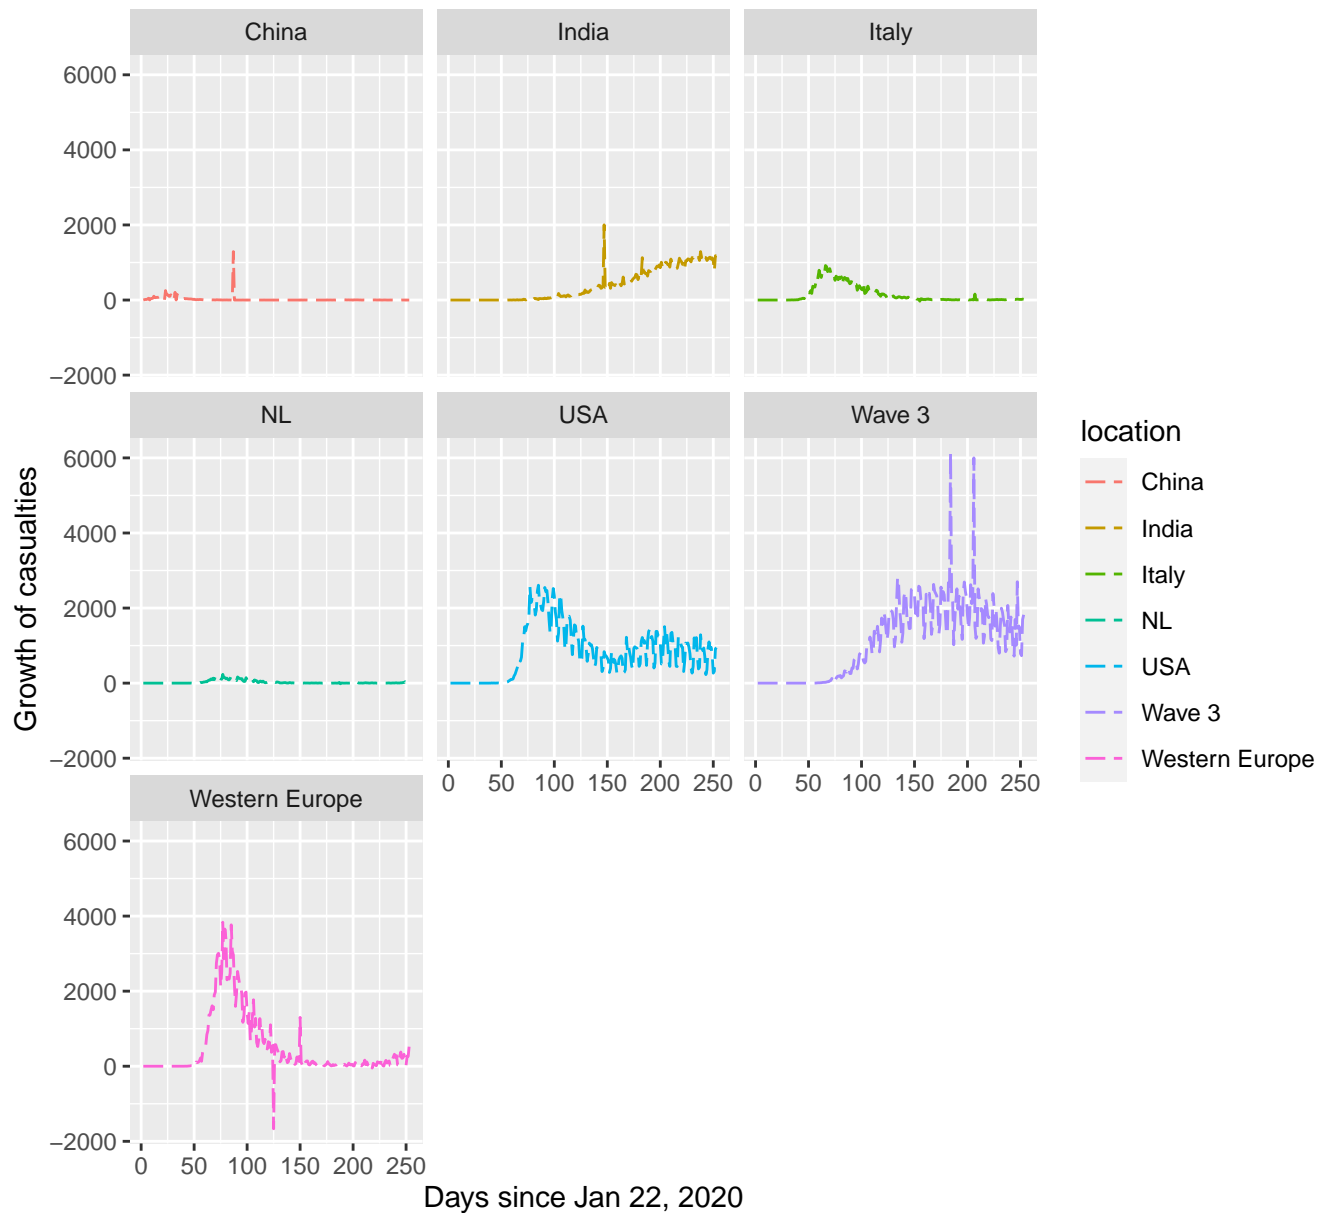 China India Italy
6000
4000
2000
0
−2000
NL USA Wave 3
6000
4000
2000
0
−2000
0 50 100 150 200 250 0 50 100 150 200 250
Western Europe
6000
4000
2000
0
−2000
0 50 100 150 200 250
Days since Jan 22, 2020
Growth of casualties
location
China
India
Italy
NL
USA
Wave 3
Western Europe